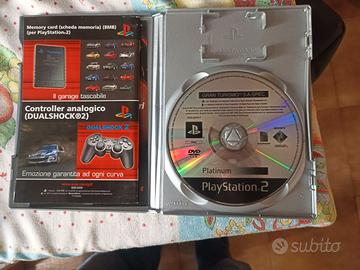 Memory card (scheda memoria) (8MB)
(per PlayStation.2)
Il garage tascabile
Controller analogico
(DUALSHOCK®2)
DUALSHOCK 2
Emozione garantita ad ogni curva
GRAN TURISMO 3 A-SPEC
Platinum
PlayStation 2
subito